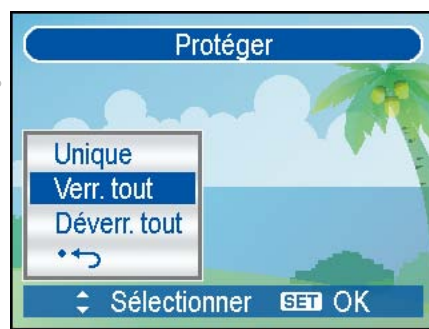 Protéger
Unique
Verr. tout
Déverr. tout
Sélectionner SET OK